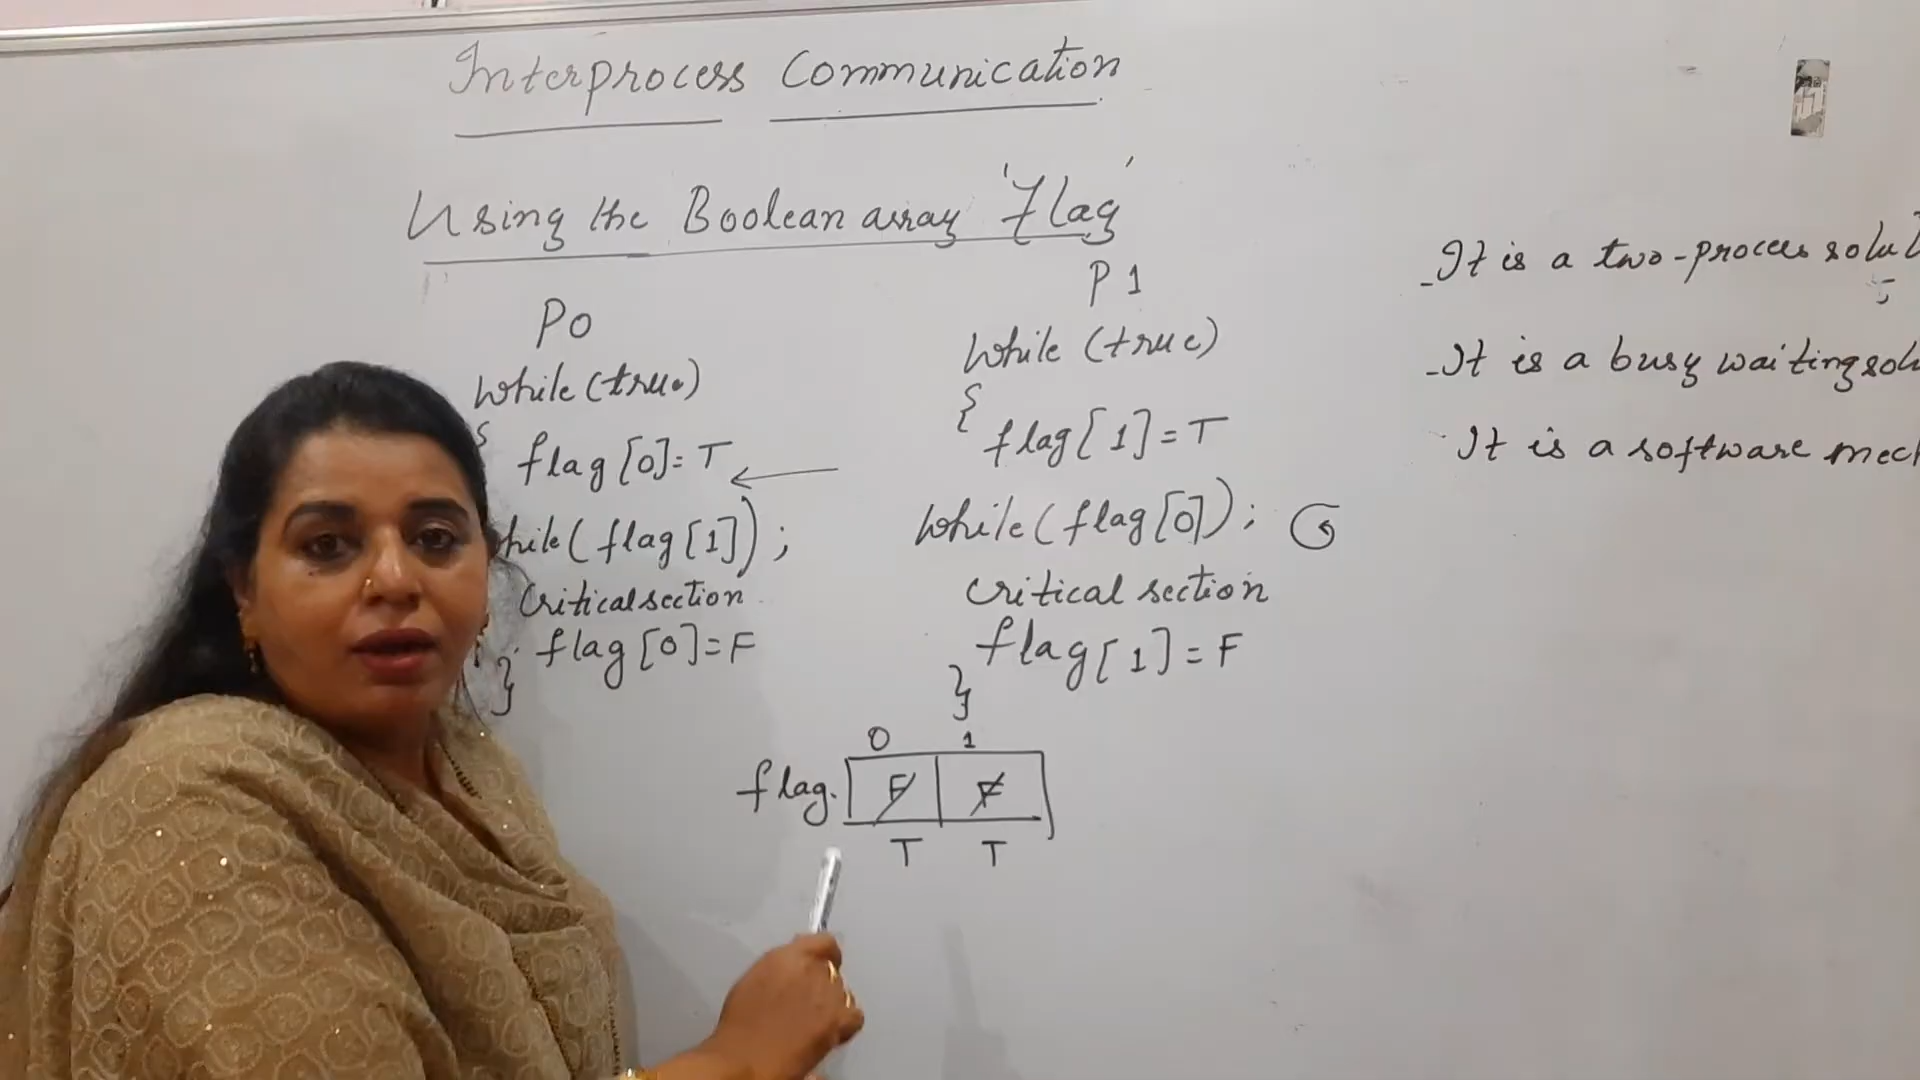 Interprocess Communication
Using the Boolean array 'Flag'
P0
while(true)
{
flag[0]=T
while(flag[1]);
Critical section
flag[0]=F
}
P1
while (true)
{
flag[1]=T
while(flag[0]);
Critical section
flag[1]=F
}
0 1
flag. F F
T T
-It is a two-process solut
-It is a busy waiting solu
It is a software mech